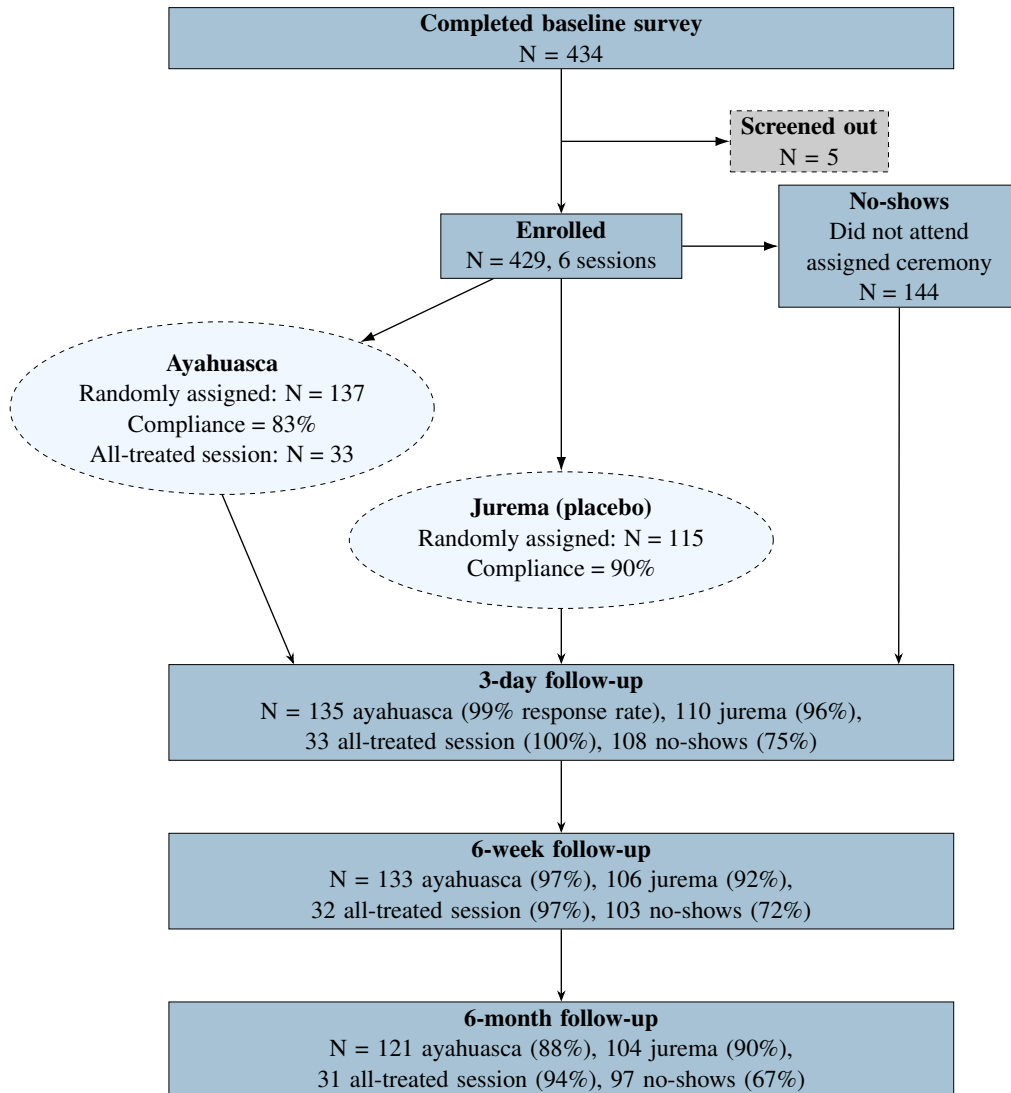 Completed baseline survey
N = 434
Screened out
N = 5
No-shows
Did not attend
assigned ceremony
N = 144
Enrolled
N = 429, 6 sessions
Ayahuasca
Randomly assigned: N = 137
Compliance = 83%
All-treated session: N = 33
Jurema (placebo)
Randomly assigned: N = 115
Compliance = 90%
3-day follow-up
N = 135 ayahuasca (99% response rate), 110 jurema (96%),
33 all-treated session (100%), 108 no-shows (75%)
6-week follow-up
N = 133 ayahuasca (97%), 106 jurema (92%),
32 all-treated session (97%), 103 no-shows (72%)
6-month follow-up
N = 121 ayahuasca (88%), 104 jurema (90%),
31 all-treated session (94%), 97 no-shows (67%)